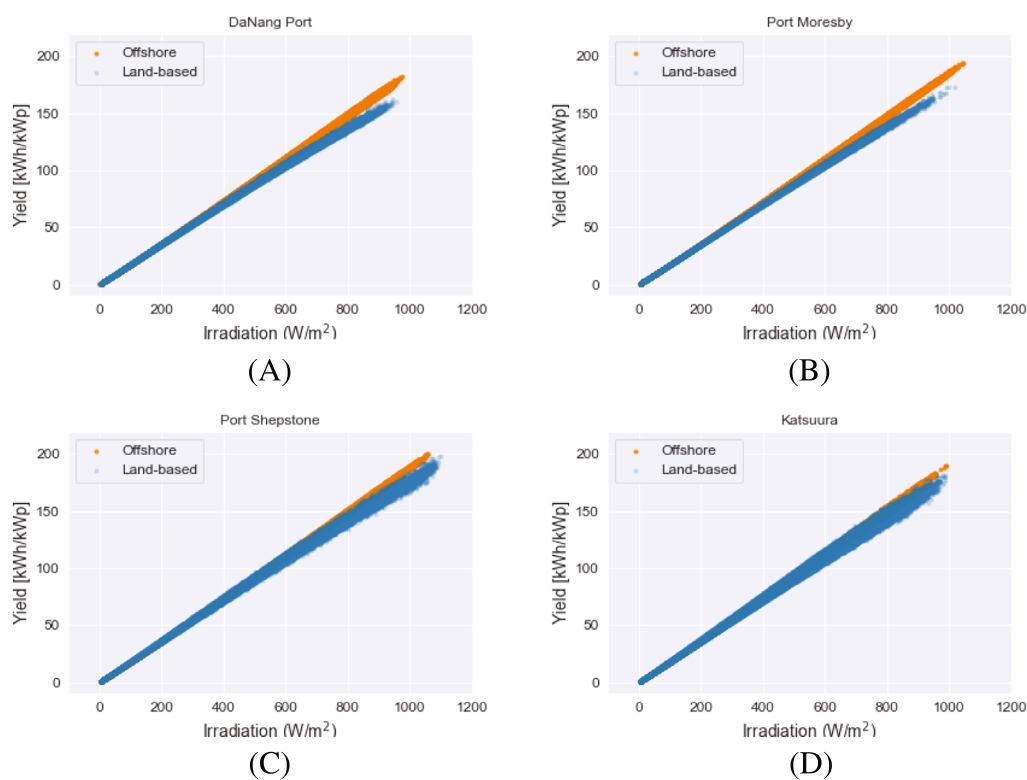 DaNang Port
Offshore
Land-based
200
150
100
50
0
Yield [kWh/kWp]
0 200 400 600 800 1000 1200
Irradiation (W/m²)
(A)
Port Moresby
Offshore
Land-based
200
150
100
50
0
Yield [kWh/kWp]
0 200 400 600 800 1000 1200
Irradiation (W/m²)
(B)
Port Shepstone
Offshore
Land-based
200
150
100
50
0
Yield [kWh/kWp]
0 200 400 600 800 1000 1200
Irradiation (W/m²)
(C)
Katsuura
Offshore
Land-based
200
150
100
50
0
Yield [kWh/kWp]
0 200 400 600 800 1000 1200
Irradiation (W/m²)
(D)